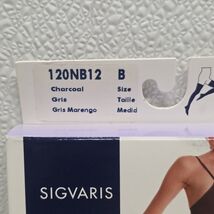 120NB12 B
Charcoal Size
Gris Taille
Gris Marengo Medid
SIGVARIS